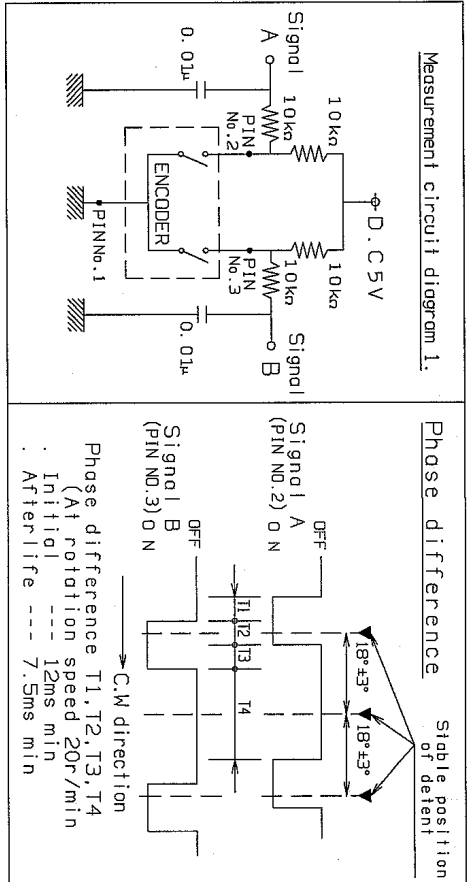 Measurement circuit diagram 1.
D.C5V
10kΩ
10kΩ
Signal
A
10kΩ
10kΩ
Signal
B
PIN
No.2
PIN
No.3
0.01μ
0.01μ
ENCODER
PINNo.1
Phase difference
Stable position
of detent
18°±3°
18°±3°
Signal A
(PIN NO.2)
OFF
ON
T1
T2
T3
T4
Signal B
(PIN NO.3)
OFF
ON
C.W direction
Phase difference T1,T2,T3,T4
(At rotation speed 20r/min
. Initial --- 12ms min
. Afterlife --- 7.5ms min